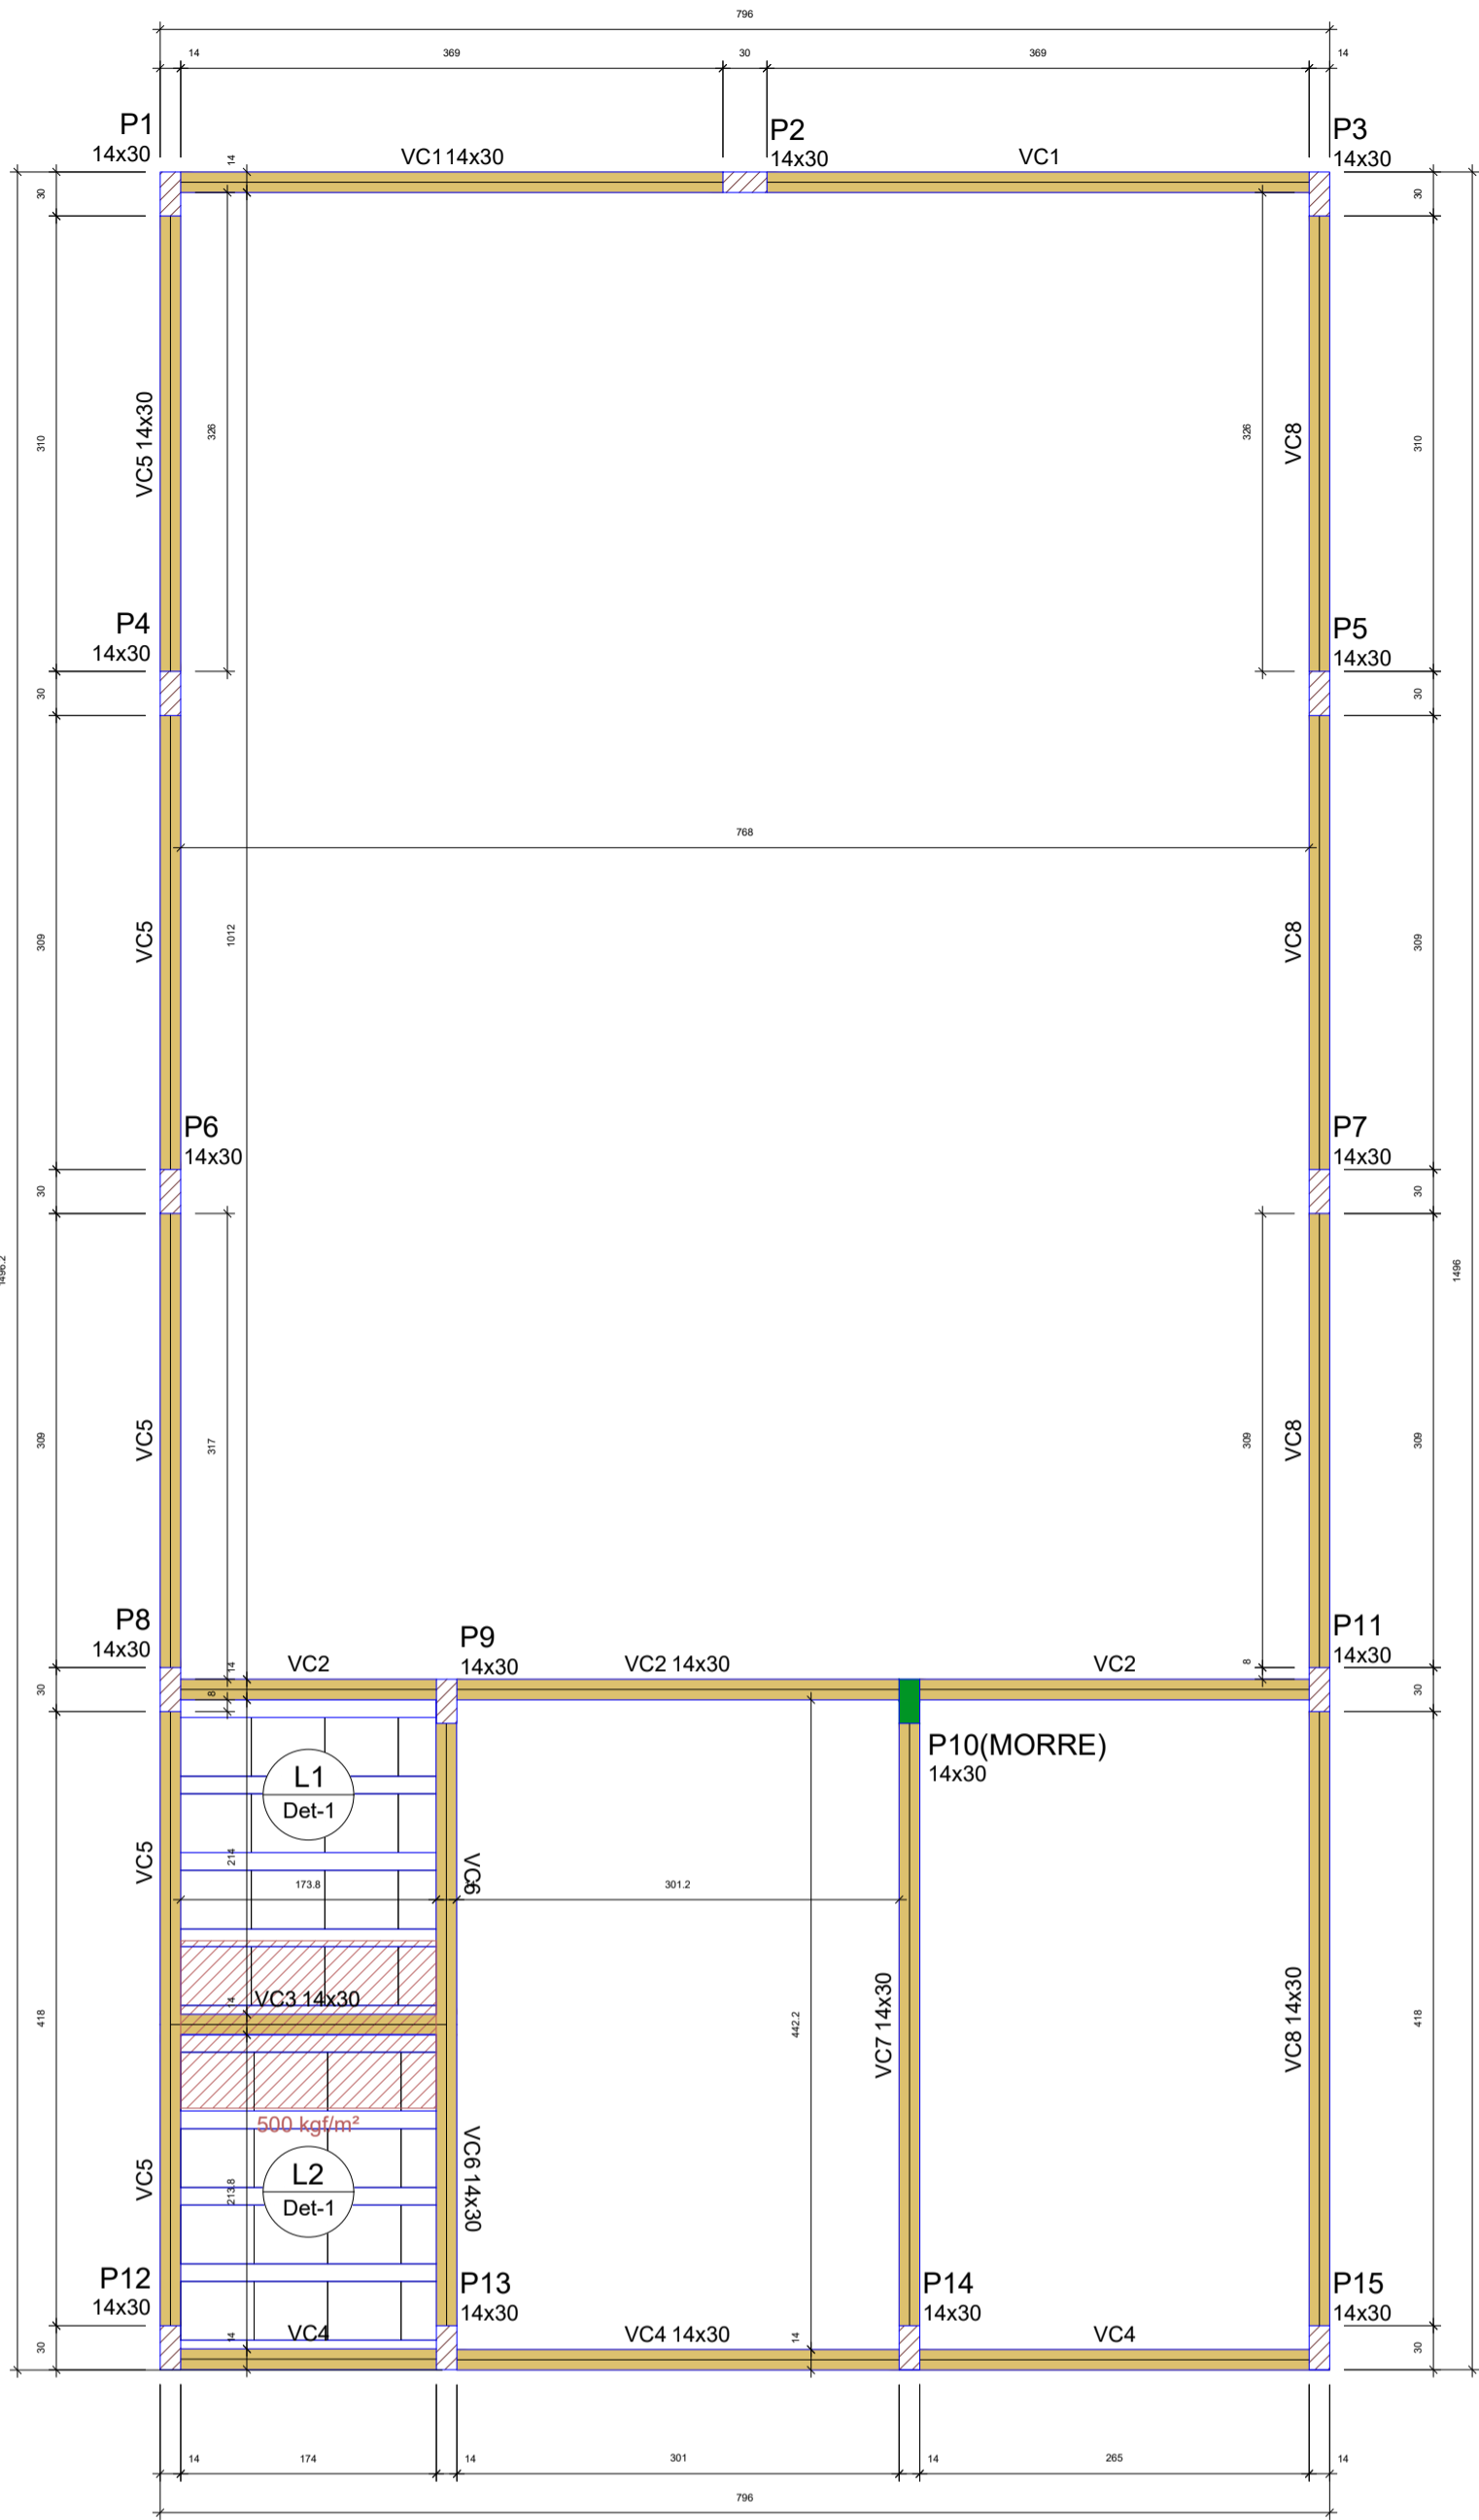 796
14
369
30
369
14
P1
14x30
VC1 14x30
P2
14x30
VC1
P3
14x30
14
30
30
310
VC5 14x30
326
326
VC8
310
P4
14x30
P5
14x30
30
30
768
309
VC5
1012
VC8
309
P6
14x30
P7
14x30
30
30
1496.2
1496
309
VC5
317
309
VC8
309
P8
14x30
VC2
14
P9
14x30
VC2 14x30
VC2
8
P11
14x30
30
8
30
P10(MORRE)
14x30
L1
Det-1
VC5
214
VC6
173.8
301.2
14
VC3 14x30
418
442.2
VC7 14x30
VC8 14x30
418
500 kgf/m²
VC5
L2
Det-1
213.8
VC6 14x30
P12
14x30
P13
14x30
P14
14x30
P15
14x30
30
14
VC4
VC4 14x30
14
VC4
30
14
174
14
301
14
265
14
796